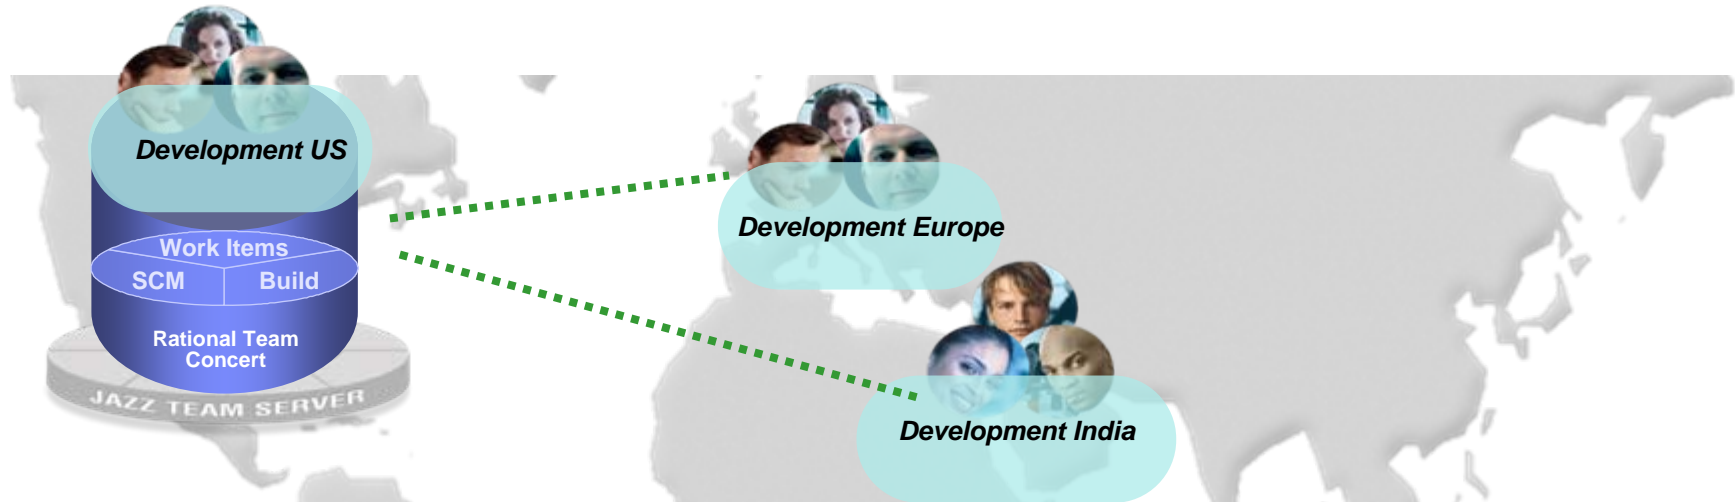 Development US
Work Items
SCM
Build
Rational Team
Concert
JAZZ TEAM SERVER
Development Europe
Development India